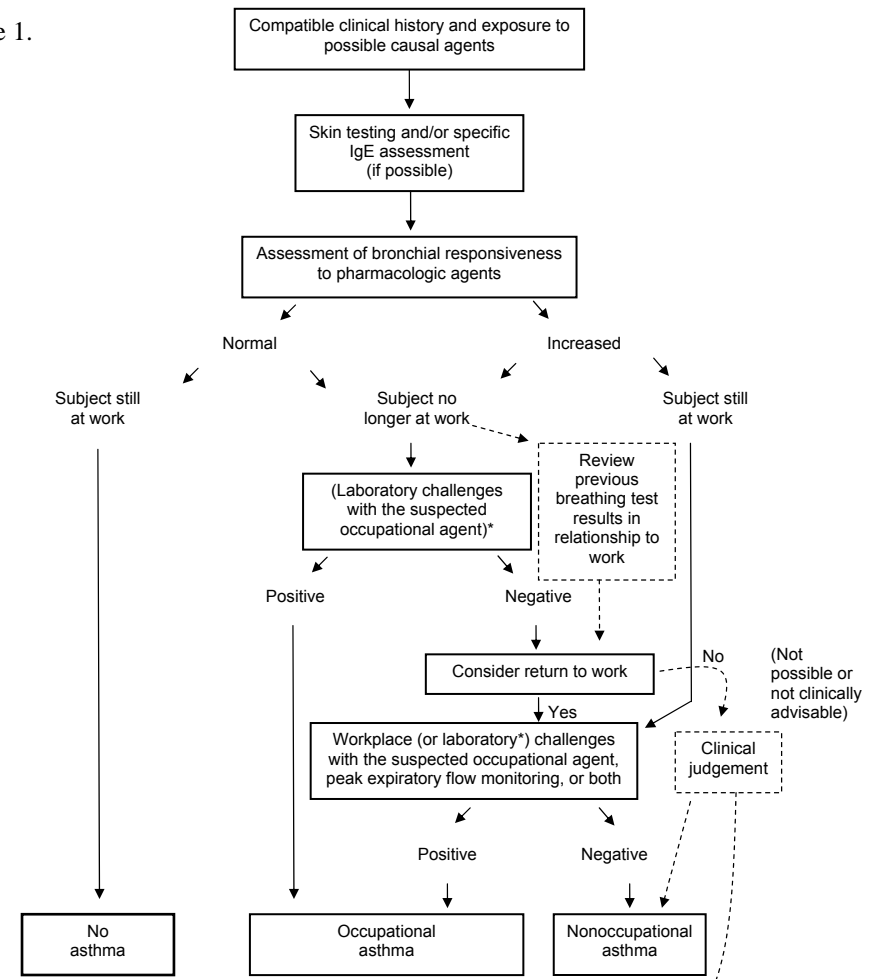 e 1.
Compatible clinical history and exposure to
possible causal agents
Skin testing and/or specific
IgE assessment
(if possible)
Assessment of bronchial responsiveness
to pharmacologic agents
Normal
Increased
Subject still
at work
Subject no
longer at work
Subject still
at work
Review
previous
breathing test
results in
relationship to
work
(Laboratory challenges
with the suspected
occupational agent)*
Positive
Negative
Consider return to work
No
(Not
possible or
not clinically
advisable)
Yes
Workplace (or laboratory*) challenges
with the suspected occupational agent,
peak expiratory flow monitoring, or both
Clinical
judgement
Positive
Negative
No
asthma
Occupational
asthma
Nonoccupational
asthma